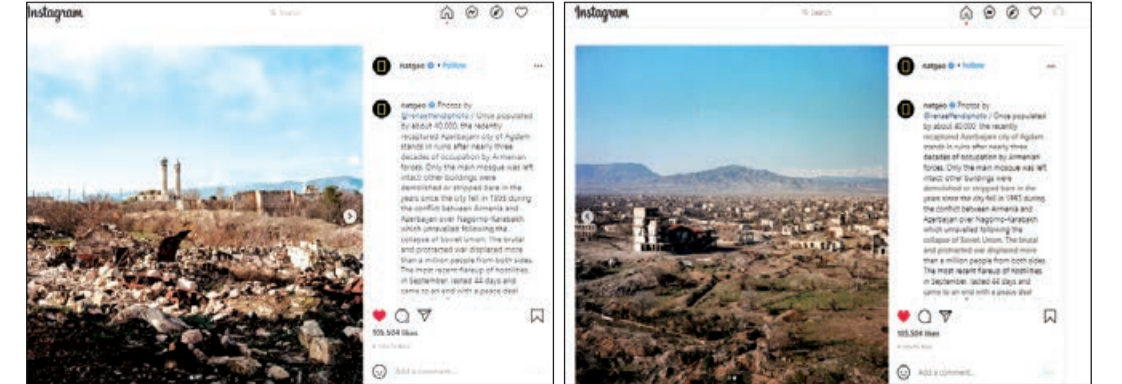 Instagram
Search
natgeo • Follow
natgeo Photos by
@renaeffendiphoto / Once populated
by about 40,000, the recently
recaptured Azerbaijani city of Agdam
stands in ruins after nearly three
decades of occupation by Armenian
forces. Only the main mosque was left
intact; other buildings were
demolished or stripped bare in the
years since the city fell in 1993 during
the conflict between Armenia and
Azerbaijan over Nagorno-Karabakh
which unravelled following the
collapse of Soviet Union. The brutal
and protracted war displaced more
than a million people from both sides.
The most recent flareup of hostilities
in September, lasted 44 days and
came to an end with a peace deal
105,504 likes
Add a comment...
Instagram
Search
natgeo • Follow
natgeo Photos by
@renaeffendiphoto / Once populated
by about 40,000, the recently
recaptured Azerbaijani city of Agdam
stands in ruins after nearly three
decades of occupation by Armenian
forces. Only the main mosque was left
intact; other buildings were
demolished or stripped bare in the
years since the city fell in 1993 during
the conflict between Armenia and
Azerbaijan over Nagorno-Karabakh
which unravelled following the
collapse of Soviet Union. The brutal
and protracted war displaced more
than a million people from both sides.
The most recent flareup of hostilities
in September, lasted 44 days and
came to an end with a peace deal
105,504 likes
Add a comment...